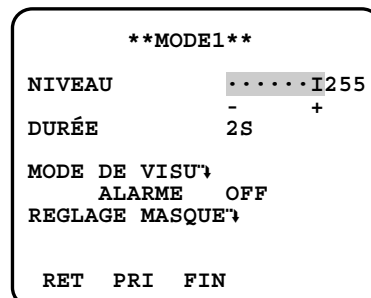 **MODE1**
NIVEAU ······I255
- +
DURÉE 2S
MODE DE VISU
ALARME OFF
REGLAGE MASQUE
RET PRI FIN